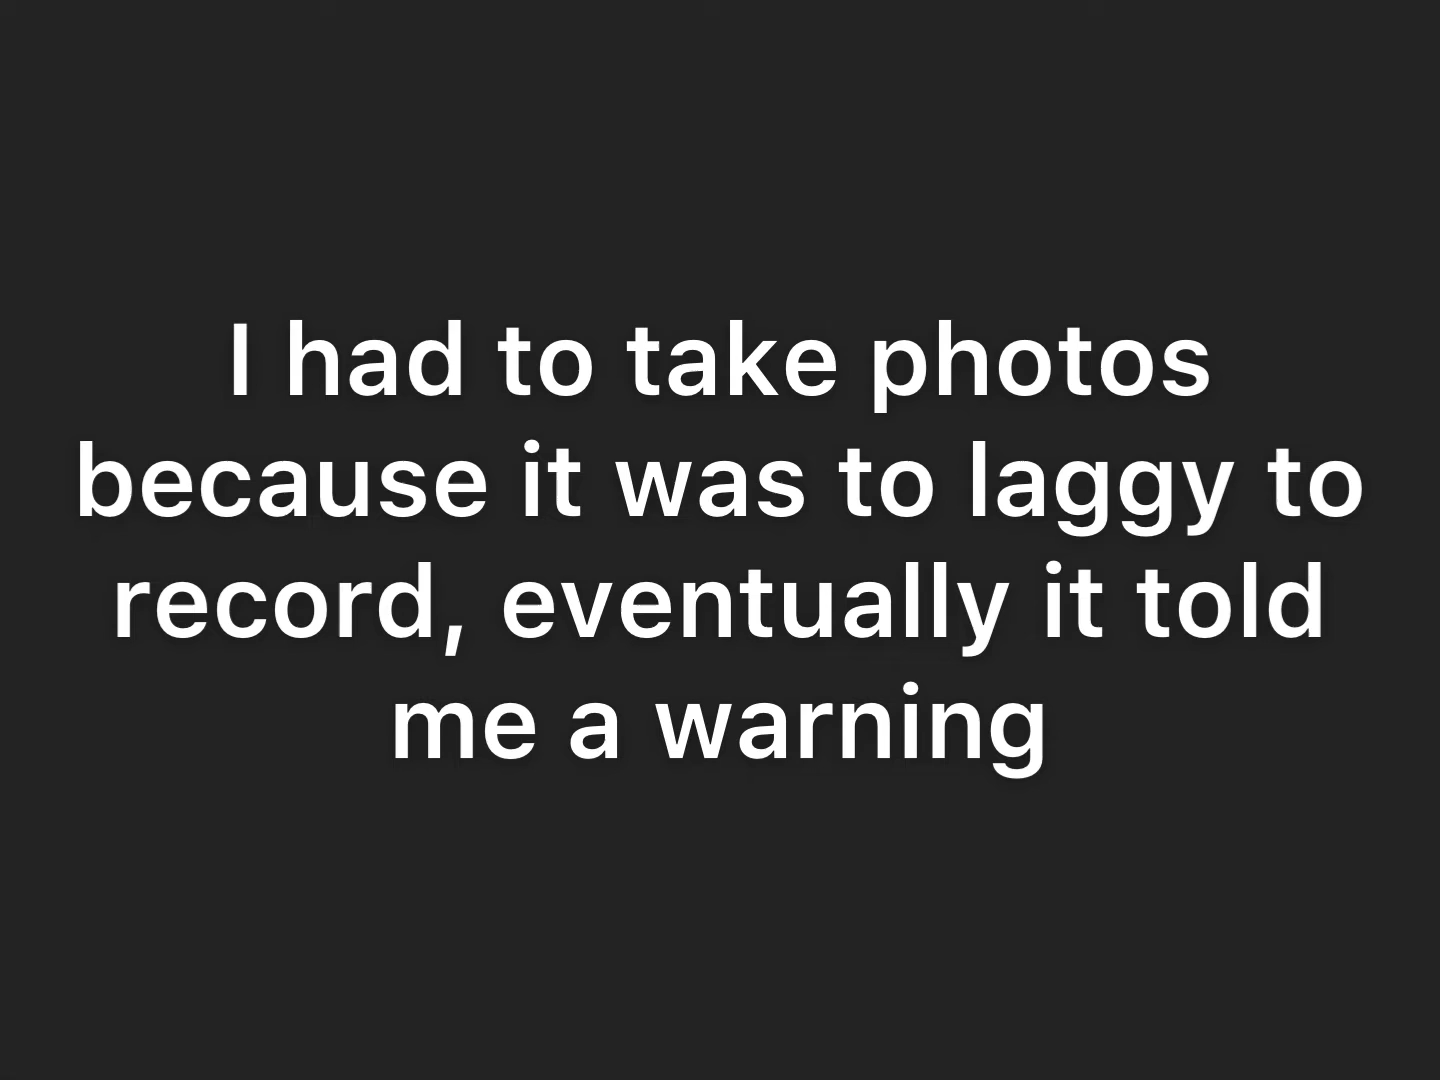 I had to take photos
because it was to laggy to
record, eventually it told
me a warning